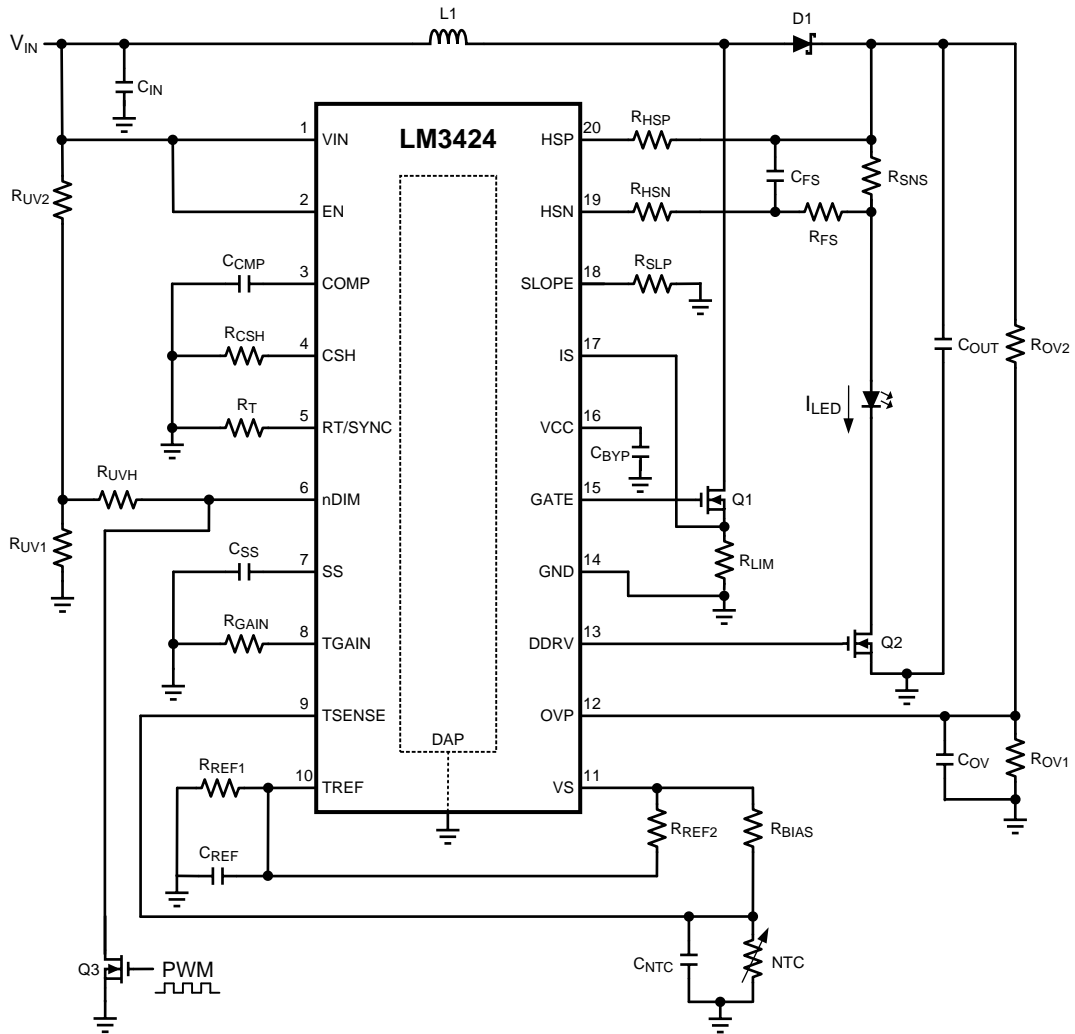 L1
D1
VIN
CIN
RUV2
RUVH
RUV1
LM3424
DAP
1 VIN
2 EN
3 COMP
4 CSH
5 RT/SYNC
6 nDIM
7 SS
8 TGAIN
9 TSENSE
10 TREF
20 HSP
19 HSN
18 SLOPE
17 IS
16 VCC
15 GATE
14 GND
13 DDRV
12 OVP
11 VS
CCMP
RCSH
RT
CSS
RGAIN
RREF1
CREF
RHSP
RHSN
CFS
RFS
RSNS
RSLP
CBYP
Q1
RLIM
ILED
COUT
ROV2
Q2
COV
ROV1
RREF2
RBIAS
CNTC
NTC
Q3
PWM